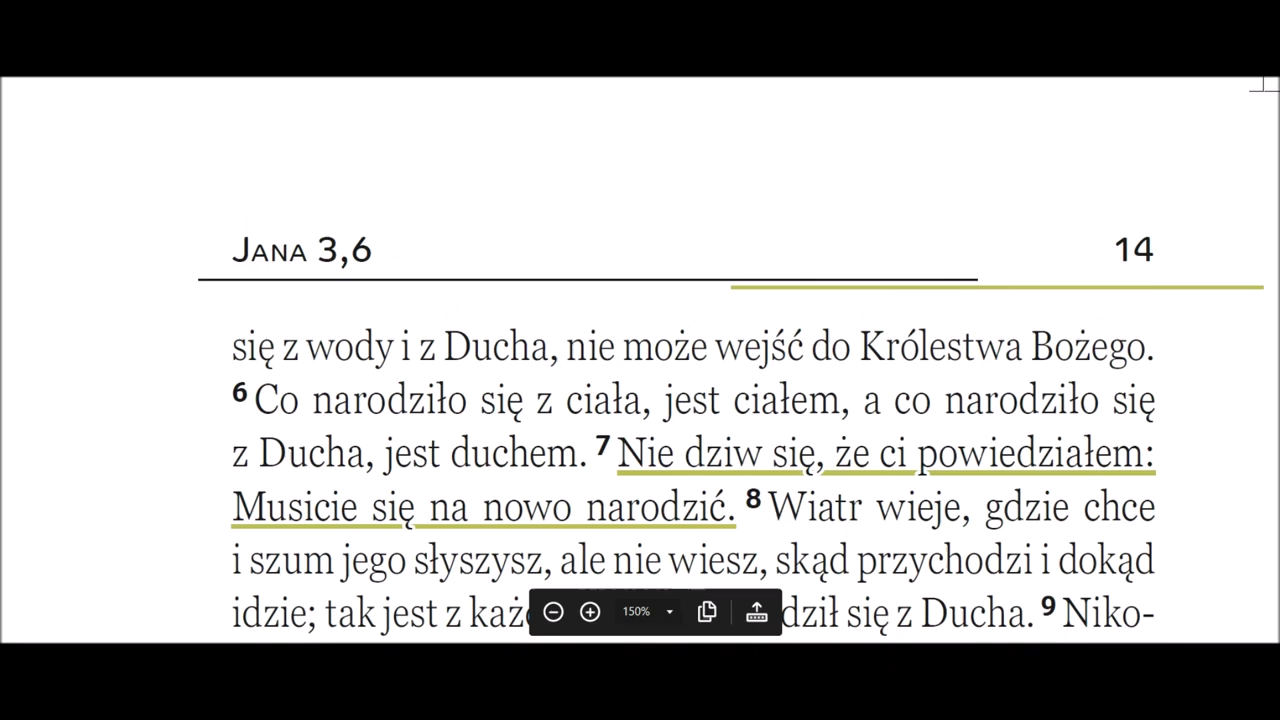 Jana 3,6
14
się z wody i z Ducha, nie może wejść do Królestwa Bożego.
6 Co narodziło się z ciała, jest ciałem, a co narodziło się
z Ducha, jest duchem. 7 Nie dziw się, że ci powiedziałem:
Musicie się na nowo narodzić. 8 Wiatr wieje, gdzie chce
i szum jego słyszysz, ale nie wiesz, skąd przychodzi i dokąd
idzie; tak jest z każ dził się z Ducha. 9 Niko-
150%